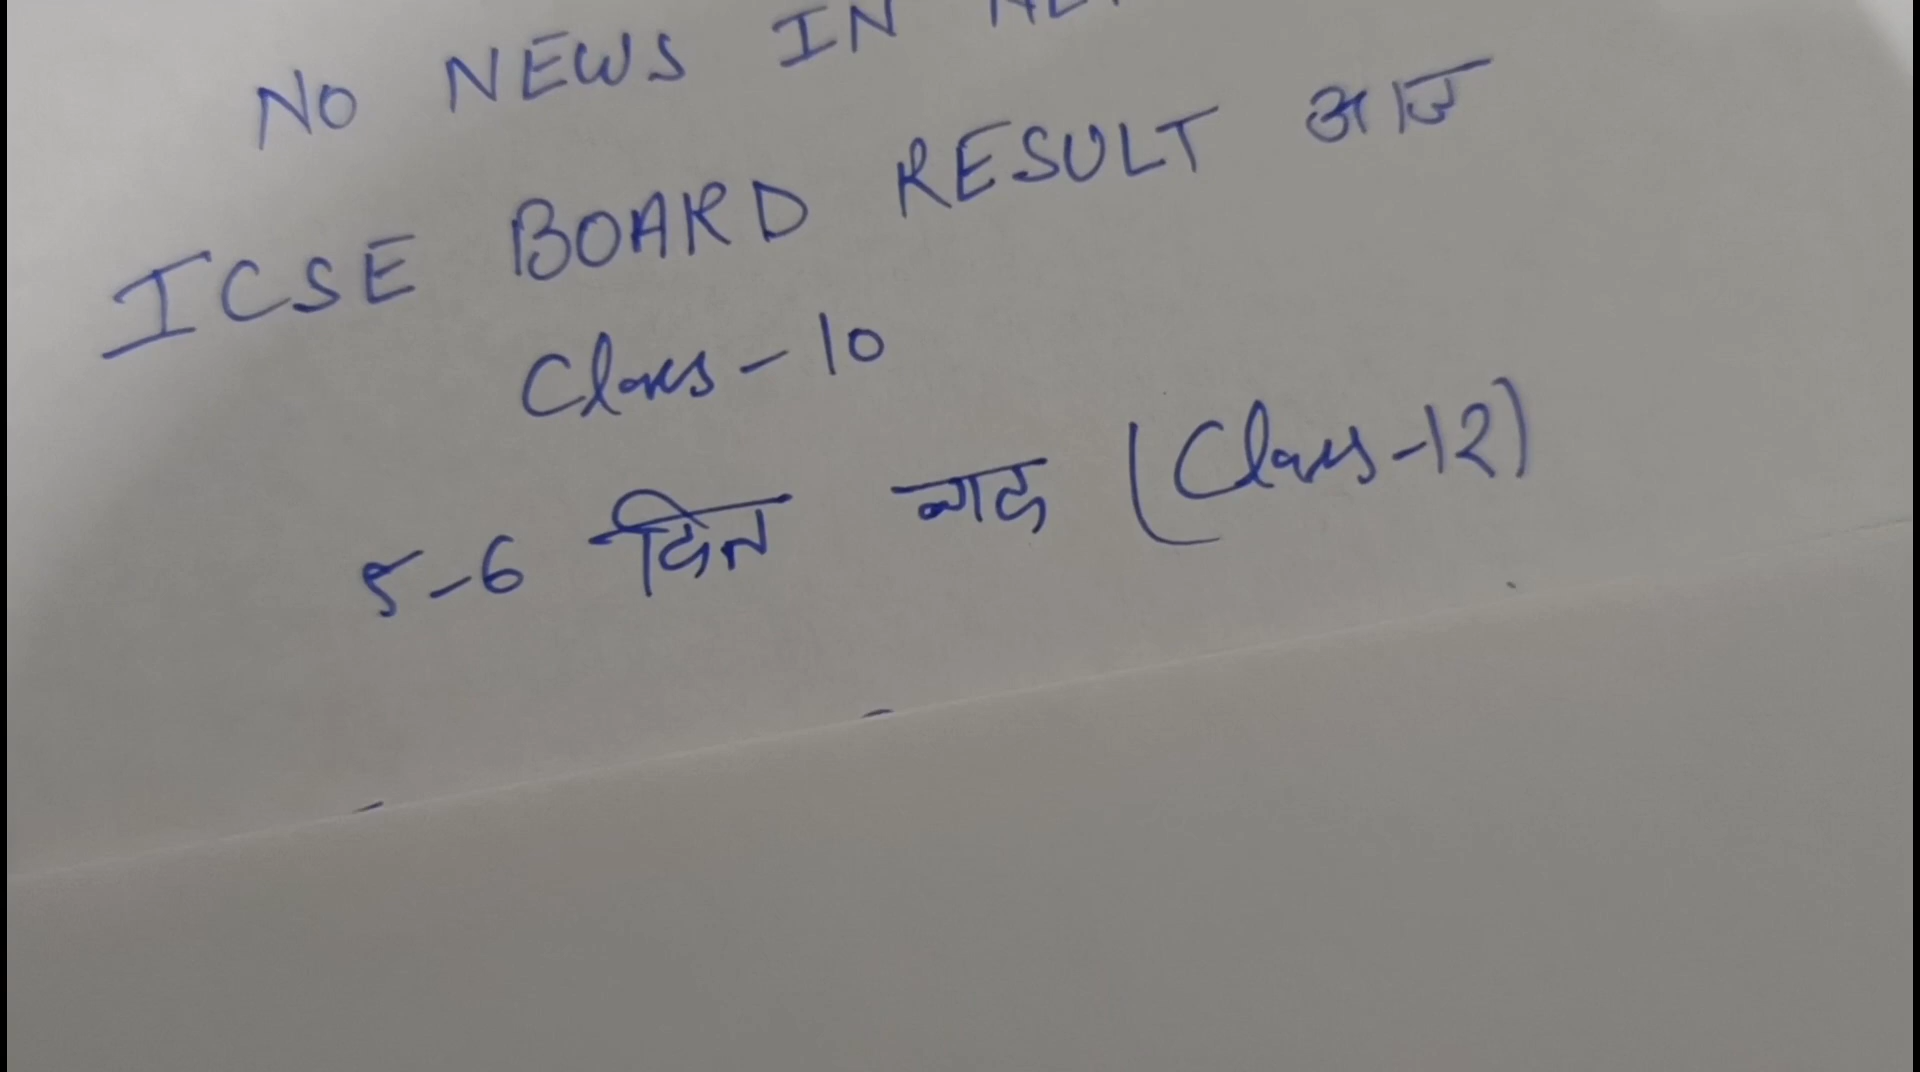 NO NEWS IN
ICSE BOARD RESULT आज
Class-10
5-6 दिन बाद (Class-12)